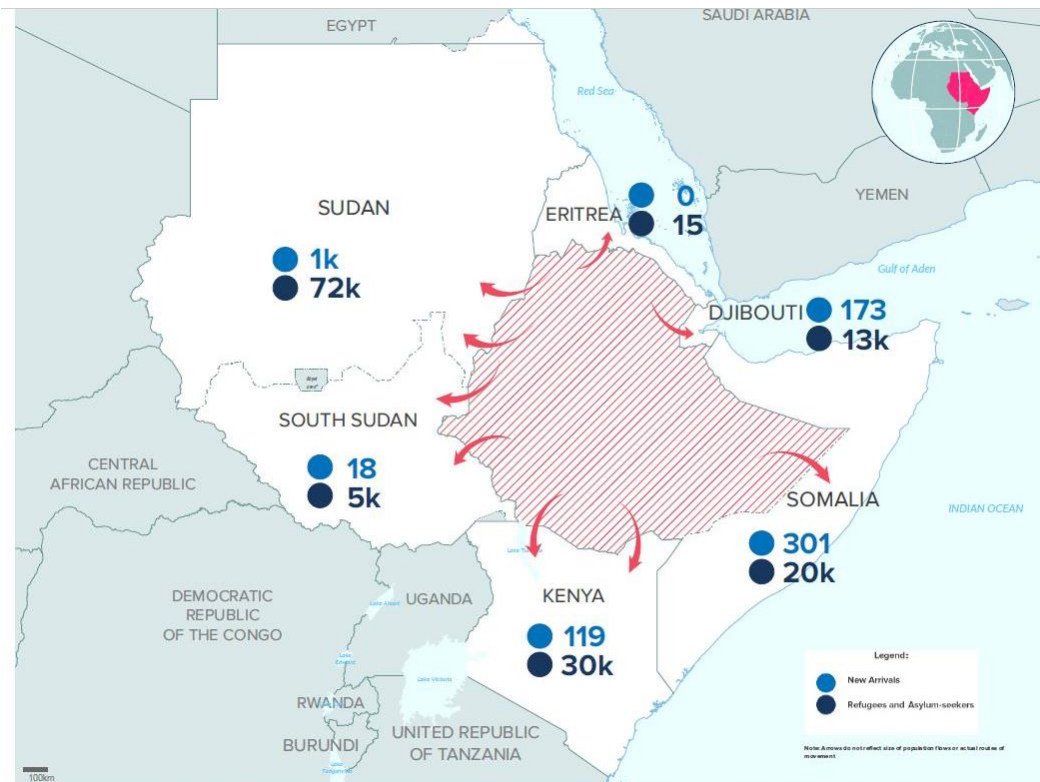 EGYPT
SAUDI ARABIA
Red Sea
SUDAN
1k
72k
ERITREA
0
15
YEMEN
Gulf of Aden
DJIBOUTI
173
13k
SOUTH SUDAN
18
5k
CENTRAL
AFRICAN REPUBLIC
SOMALIA
301
20k
INDIAN OCEAN
DEMOCRATIC
REPUBLIC
OF THE CONGO
UGANDA
KENYA
119
30k
Lake Victoria
RWANDA
BURUNDI
UNITED REPUBLIC
OF TANZANIA
Legend:
New Arrivals
Refugees and Asylum-seekers
Note: Arrows do not reflect size of population flows or actual routes of
movement
100km